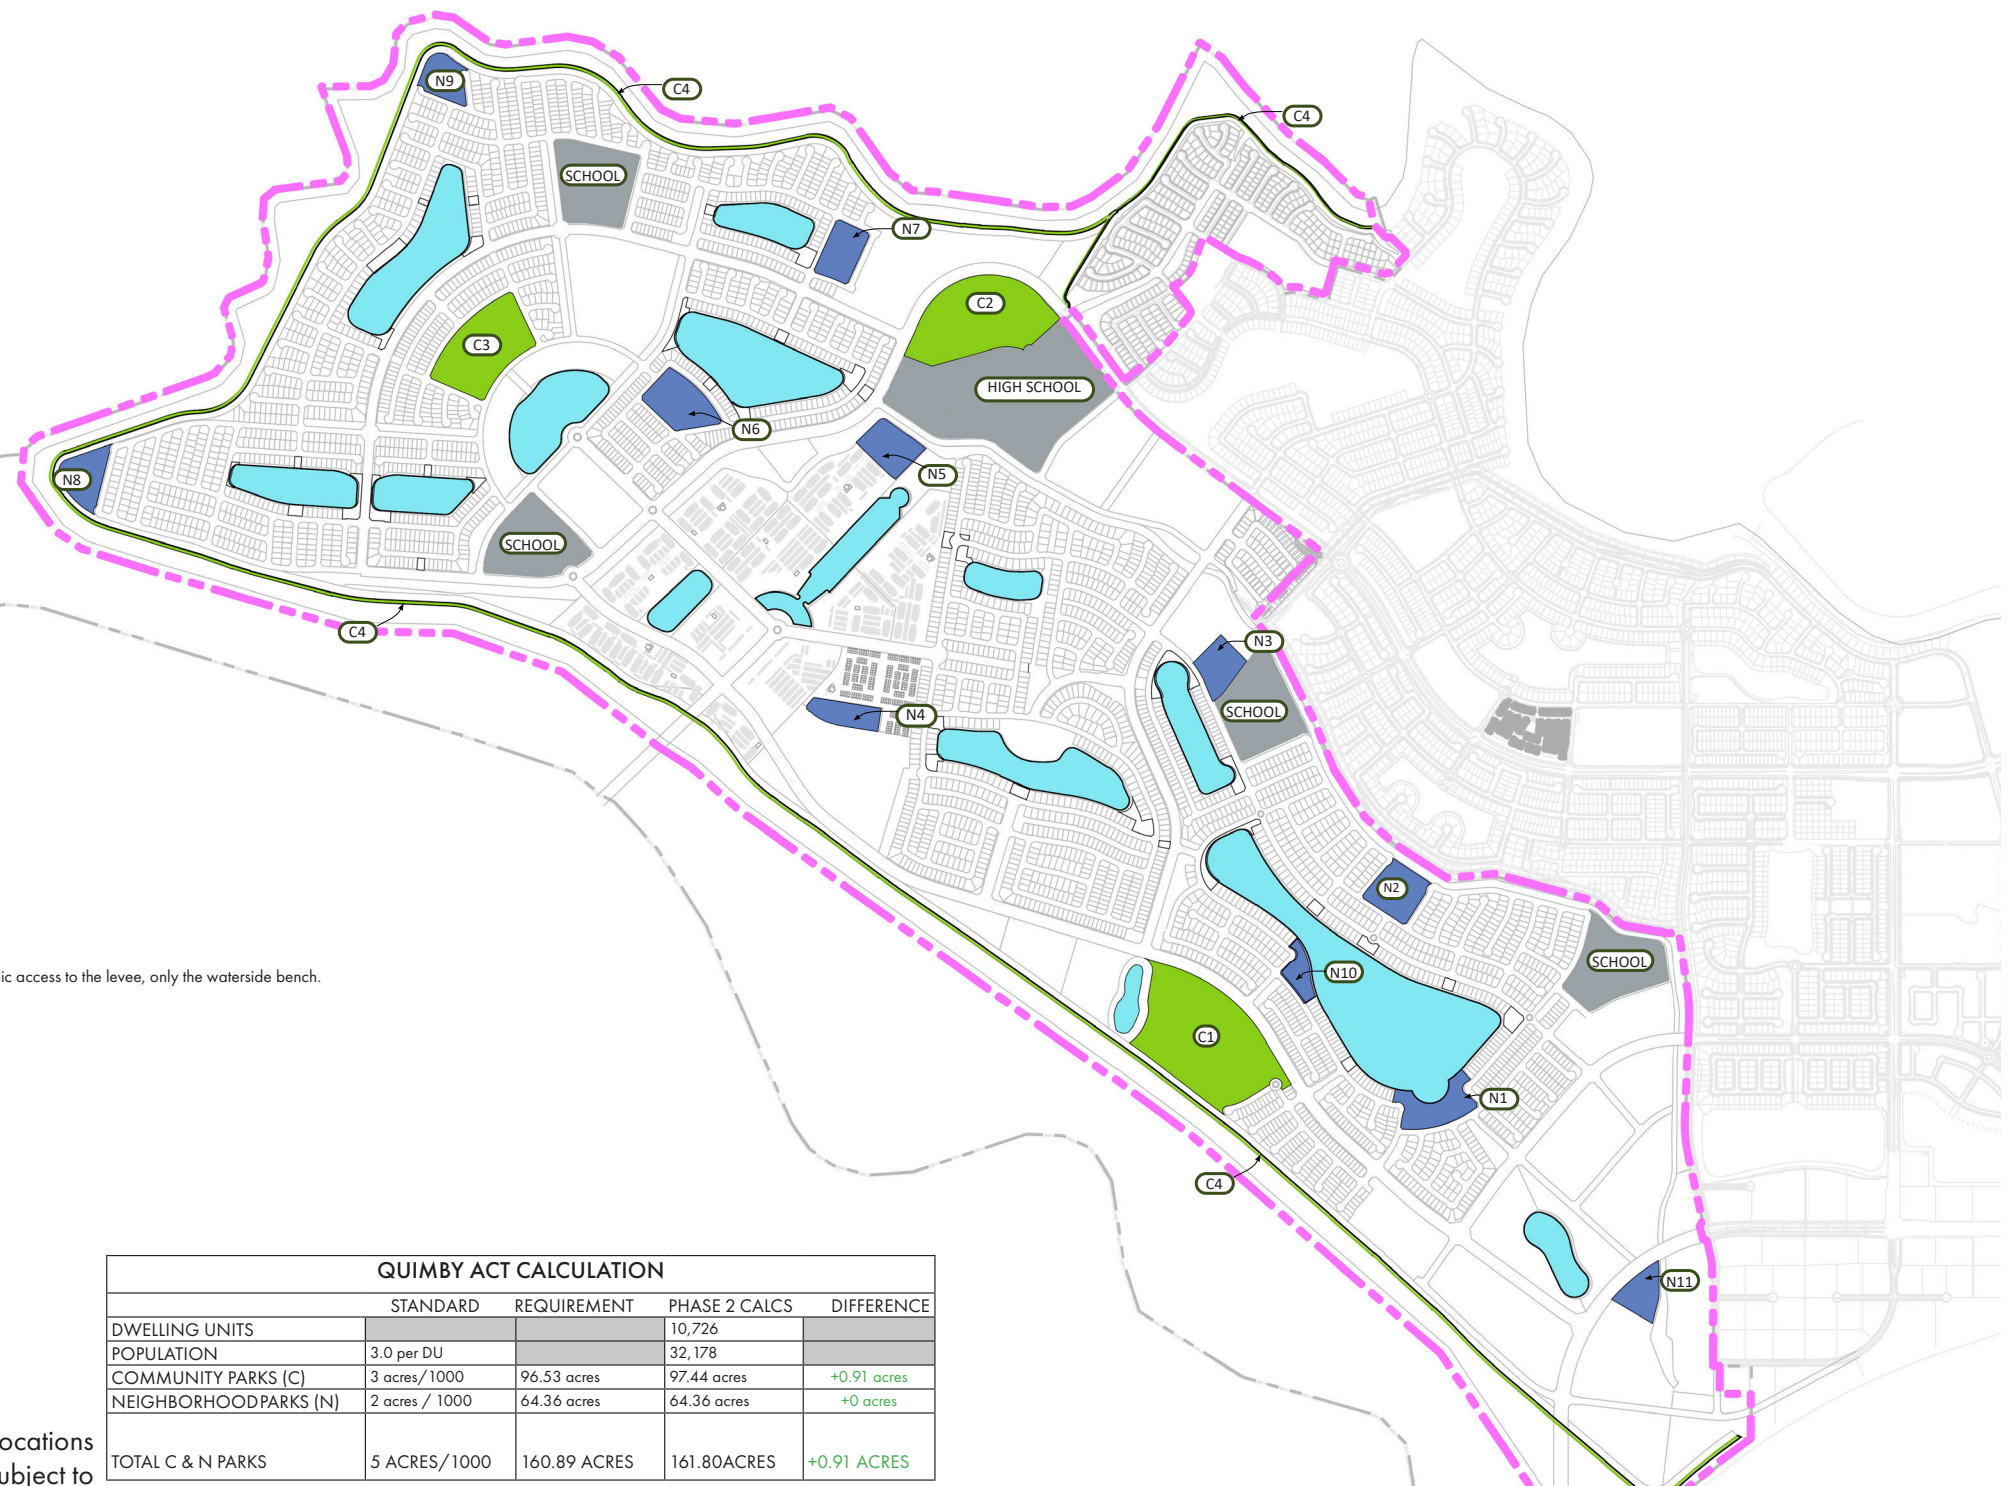 N9
C4
C4
SCHOOL
N7
C2
C3
HIGH SCHOOL
N6
N5
N8
SCHOOL
C4
N3
SCHOOL
N4
N2
SCHOOL
N10
C1
N1
C4
N11
ic access to the levee, only the waterside bench.
QUIMBY ACT CALCULATION
STANDARD REQUIREMENT PHASE 2 CALCS DIFFERENCE
DWELLING UNITS 10,726
POPULATION 3.0 per DU 32,178
COMMUNITY PARKS (C) 3 acres/1000 96.53 acres 97.44 acres +0.91 acres
NEIGHBORHOOD PARKS (N) 2 acres / 1000 64.36 acres 64.36 acres +0 acres
TOTAL C & N PARKS 5 ACRES/1000 160.89 ACRES 161.80ACRES +0.91 ACRES
ocations
ubject to